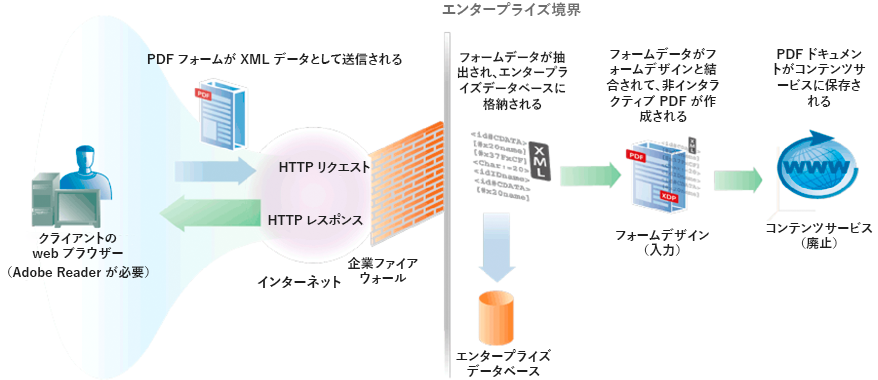 エンタープライズ境界
PDF フォームが XML データとして送信される
フォームデータが抽
出され、エンタープラ
イズデータベースに
格納される
フォームデータが
フォームデザインと結
合されて、非インタラ
クティブ PDF が作
成される
PDF ドキュメン
トがコンテンツサ
ービスに保存さ
れる
PDF
HTTP リクエスト
HTTP レスポンス
<id@CDATA>
[@x20name]
[@x37FxCF]
<Char:=20>
<idIDname>
<id@CDATA>
[@x20name]
XML
PDF
XML
XDP
WWW
クライアントの
web ブラウザー
（Adobe Reader が必要）
インターネット
企業ファイア
ウォール
フォームデザイン
（入力）
コンテンツサービス
（廃止）
エンタープライズ
データベース